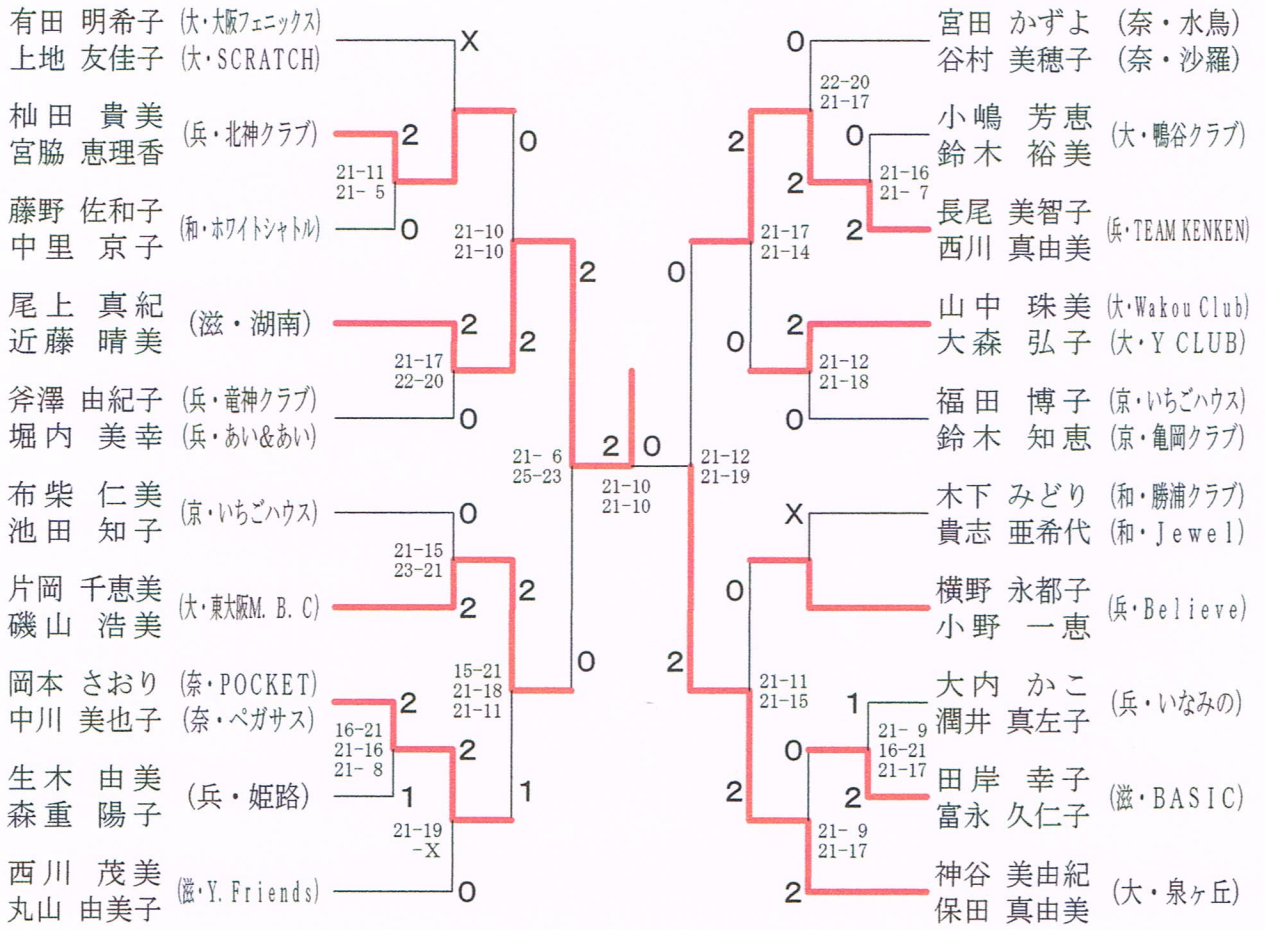 有田 明希子 (大・大阪フェニックス)
上地 友佳子 (大・SCRATCH)
X
杣田 貴美
宮脇 恵理香
(兵・北神クラブ)
2
21-11
21- 5
0
藤野 佐和子
中里 京子
(和・ホワイトシャトル)
0
21-10
21-10
2
尾上 真紀
近藤 晴美
(滋・湖南)
2
2
21-17
22-20
斧澤 由紀子 (兵・竜神クラブ)
堀内 美幸 (兵・あい&あい)
0
21- 6
25-23
布柴 仁美
池田 知子
(京・いちごハウス)
0
21-15
23-21
片岡 千恵美
磯山 浩美
(大・東大阪M.B.C)
2
2
15-21
21-18
21-11
0
岡本 さおり (奈・POCKET)
中川 美也子 (奈・ペガサス)
2
16-21
21-16
21- 8
2
生木 由美
森重 陽子
(兵・姫路)
1
1
21-19
-X
西川 茂美
丸山 由美子
(滋・Y.Friends)
0
2 0
21-10
21-10
0
宮田 かずよ (奈・水鳥)
谷村 美穂子 (奈・沙羅)
22-20
21-17
2
0
小嶋 芳恵
鈴木 裕美
(大・鴨谷クラブ)
21-16
21- 7
2
2
長尾 美智子
西川 真由美
(兵・TEAM KENKEN)
21-17
21-14
0
0
2
山中 珠美 (大・Wakou Club)
大森 弘子 (大・Y CLUB)
21-12
21-18
0
福田 博子 (京・いちごハウス)
鈴木 知恵 (京・亀岡クラブ)
21-12
21-19
X
木下 みどり (和・勝浦クラブ)
貴志 亜希代 (和・Jewel)
0
横野 永都子
小野 一恵
(兵・Believe)
2
21-11
21-15
1
大内 かこ
潤井 真左子
(兵・いなみの)
21- 9
16-21
21-17
0
2
2
田岸 幸子
富永 久仁子
(滋・BASIC)
21- 9
21-17
2
神谷 美由紀
保田 真由美
(大・泉ヶ丘)